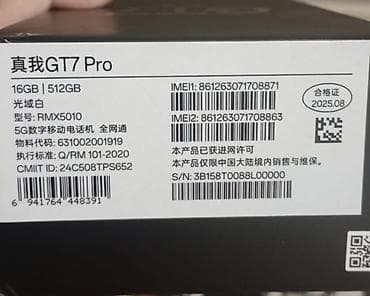 真我GT7 Pro
16GB | 512GB
光域白
型号: RMX5010
5G数字移动电话机 全网通
物料代码: 631002001919
执行标准: Q/RM 101-2020
CMIIT ID: 24C508TPS652
6 941764 448391
IMEI1: 861263071708871
IMEI2: 861263071708863
本产品已获进网许可
本产品仅限中国大陆境内销售与维保。
S/N: 3B158T0088L00000
合格证
2025.08